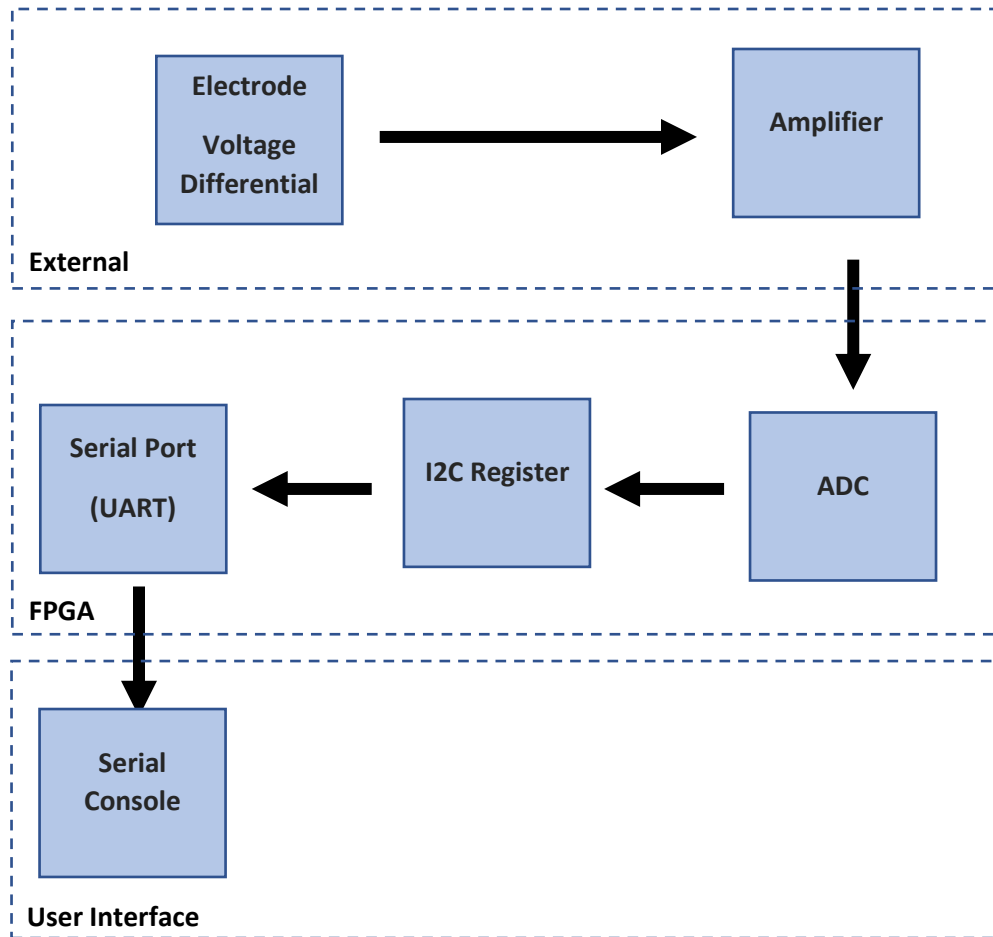 Electrode
Voltage
Differential
Amplifier
External
Serial Port
(UART)
I2C Register
ADC
FPGA
Serial
Console
User Interface